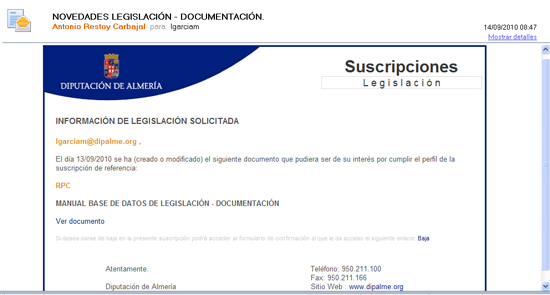 NOVEDADES LEGISLACIÓN - DOCUMENTACIÓN.
Antonio Restoy Carbajal para: lgarciam
14/09/2010 08:47
Mostrar detalles
DIPUTACIÓN DE ALMERÍA
Suscripciones
Legislación
INFORMACIÓN DE LEGISLACIÓN SOLICITADA
lgarciam@dipalme.org ,
El día 13/09/2010 se ha (creado o modificado) el siguiente documento que pudiera ser de su interés por cumplir el perfil de la
suscripción de referencia:
RPC
MANUAL BASE DE DATOS DE LEGISLACIÓN - DOCUMENTACIÓN
Ver documento
Si desea darse de baja en la presente suscripción podrá acceder al formulario de confirmación al que le da acceso el siguiente enlace: Baja
Atentamente.
Diputación de Almería
Teléfono: 950.211.100
Fax: 950.211.166
Sitio Web : www.dipalme.org